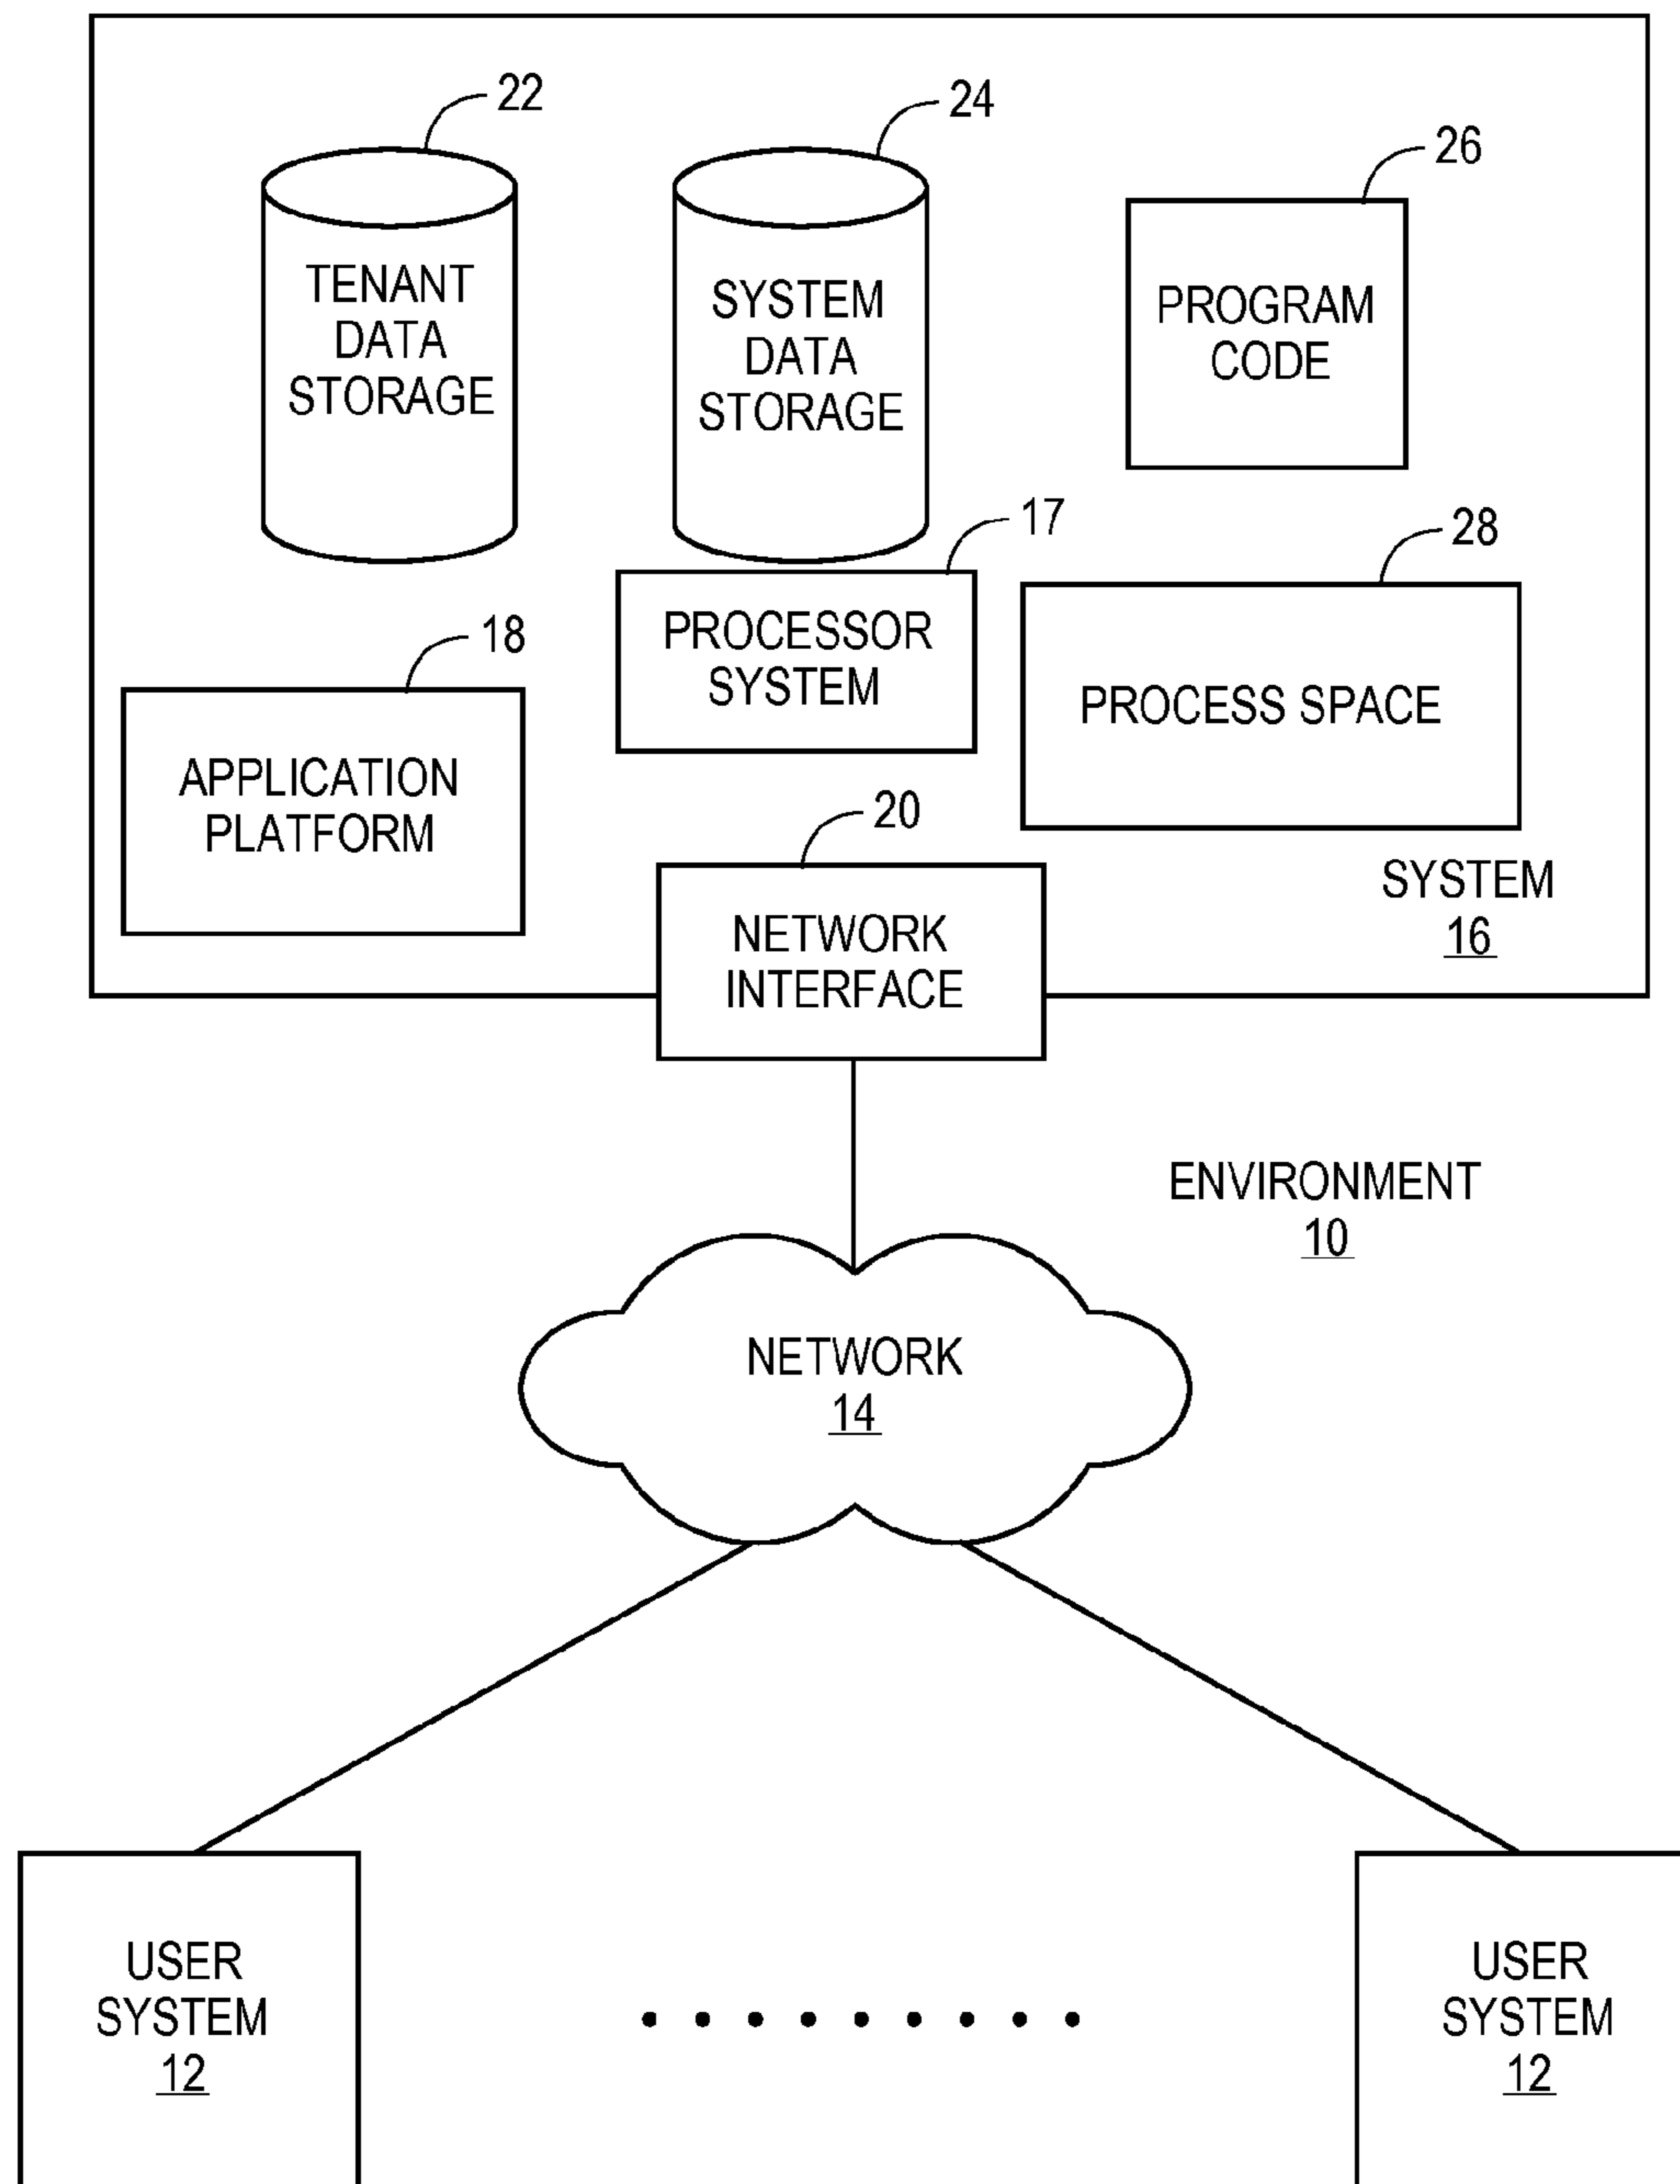 22
24
26
TENANT
DATA
STORAGE
SYSTEM
DATA
STORAGE
PROGRAM
CODE
17
28
18
PROCESSOR
SYSTEM
PROCESS SPACE
APPLICATION
PLATFORM
20
SYSTEM
16
NETWORK
INTERFACE
ENVIRONMENT
10
NETWORK
14
USER
SYSTEM
12
USER
SYSTEM
12